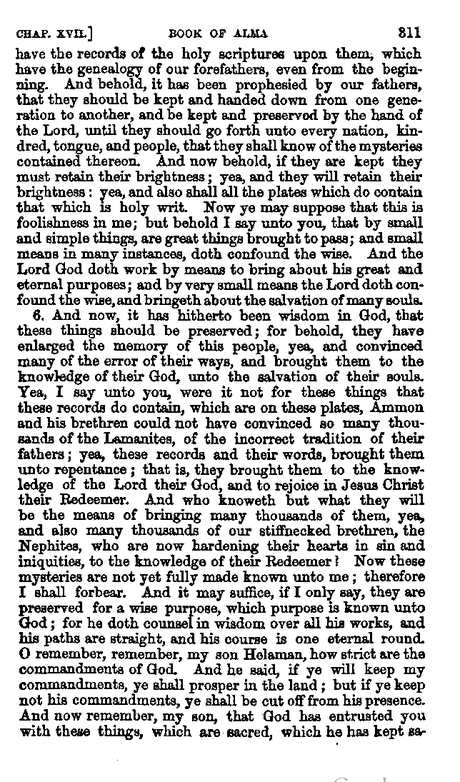 CHAP. XVII.] BOOK OF ALMA 311
have the records of the holy scriptures upon them, which
have the genealogy of our forefathers, even from the begin-
ning. And behold, it has been prophesied by our fathers,
that they should be kept and handed down from one gene-
ration to another, and be kept and preserved by the hand of
the Lord, until they should go forth unto every nation, kin-
dred, tongue, and people, that they shall know of the mysteries
contained thereon. And now behold, if they are kept they
must retain their brightness; yea, and they will retain their
brightness: yea, and also shall all the plates which do contain
that which is holy writ. Now ye may suppose that this is
foolishness in me; but behold I say unto you, that by small
and simple things, are great things brought to pass; and small
means in many instances, doth confound the wise. And the
Lord God doth work by means to bring about his great and
eternal purposes; and by very small means the Lord doth con-
found the wise, and bringeth about the salvation of many souls.
6. And now, it has hitherto been wisdom in God, that
these things should be preserved; for behold, they have
enlarged the memory of this people, yea, and convinced
many of the error of their ways, and brought them to the
knowledge of their God, unto the salvation of their souls.
Yea, I say unto you, were it not for these things that
these records do contain, which are on these plates, Ammon
and his brethren could not have convinced so many thou-
sands of the Lamanites, of the incorrect tradition of their
fathers; yea, these records and their words, brought them
unto repentance; that is, they brought them to the know-
ledge of the Lord their God, and to rejoice in Jesus Christ
their Redeemer. And who knoweth but what they will
be the means of bringing many thousands of them, yea,
and also many thousands of our stiffnecked brethren, the
Nephites, who are now hardening their hearts in sin and
iniquities, to the knowledge of their Redeemer? Now these
mysteries are not yet fully made known unto me; therefore
I shall forbear. And it may suffice, if I only say, they are
preserved for a wise purpose, which purpose is known unto
God; for he doth counsel in wisdom over all his works, and
his paths are straight, and his course is one eternal round.
O remember, remember, my son Helaman, how strict are the
commandments of God. And he said, if ye will keep my
commandments, ye shall prosper in the land; but if ye keep
not his commandments, ye shall be cut off from his presence.
And now remember, my son, that God has entrusted you
with these things, which are sacred, which he has kept sa-